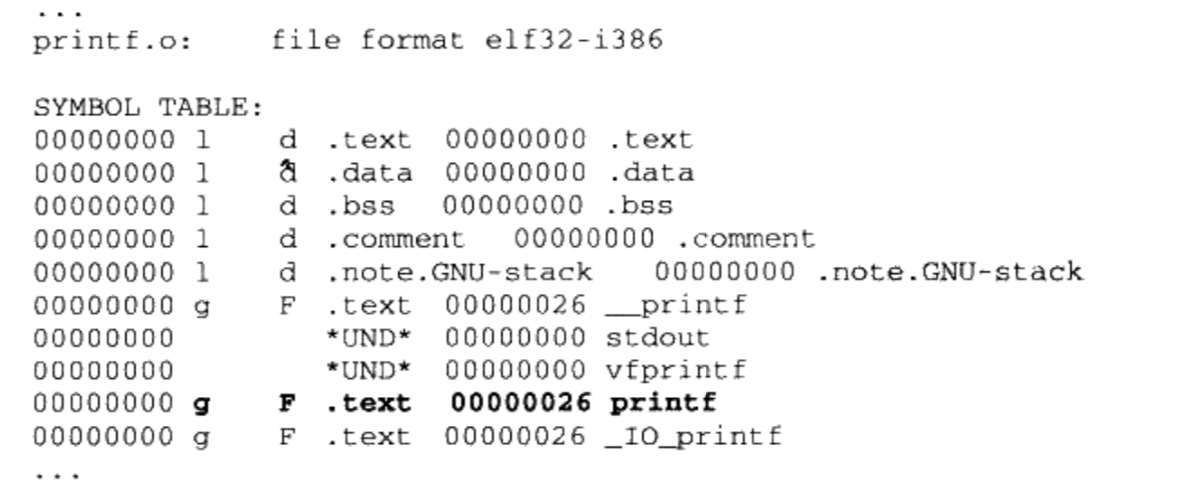 ...
printf.o:     file format elf32-i386
SYMBOL TABLE:
00000000 l     d  .text  00000000 .text
00000000 l     d  .data  00000000 .data
00000000 l     d  .bss   00000000 .bss
00000000 l     d  .comment   00000000 .comment
00000000 l     d  .note.GNU-stack    00000000 .note.GNU-stack
00000000 g     F  .text  00000026 __printf
00000000         *UND*  00000000 stdout
00000000         *UND*  00000000 vfprintf
00000000 g     F  .text  00000026 printf
00000000 g     F  .text  00000026 _IO_printf
...